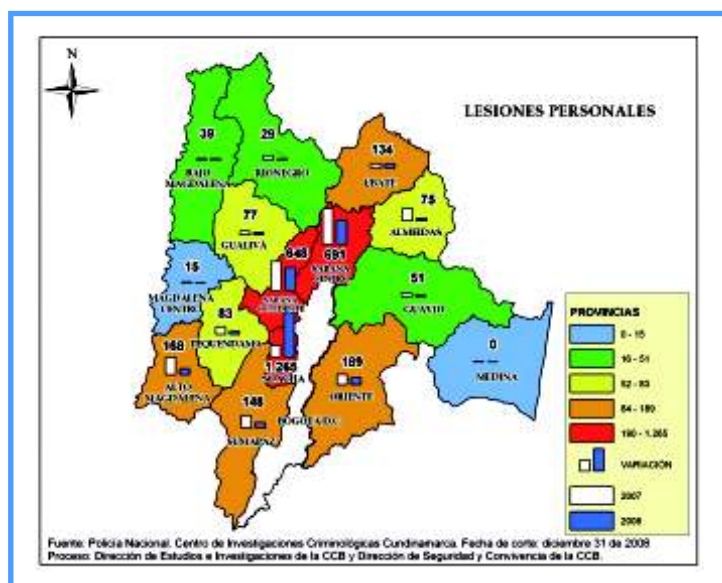 N
LESIONES PERSONALES
39
BAJO
MAGDALENA
29
RIONEGRO
134
UBATÉ
75
ALMEIDAS
77
GUALIVÁ
648
SABANA
691
SABANA
CENTRO
15
MAGDALENA
CENTRO
51
GUAVIO
83
TEQUENDAMA
0
MEDINA
168
ALTO
MAGDALENA
1.265
SOACHA
189
ORIENTE
SUMAPAZ
BOGOTÁ D.C.
PROVINCIAS
0 - 15
16 - 51
52 - 83
84 - 189
190 - 1.265
VARIACIÓN
2007
2008
Fuente: Policía Nacional. Centro de Investigaciones Criminológicas Cundinamarca. Fecha de corte: diciembre 31 de 2008
Proceso: Dirección de Estudios e Investigaciones de la CCB y Dirección de Seguridad y Convivencia de la CCB.